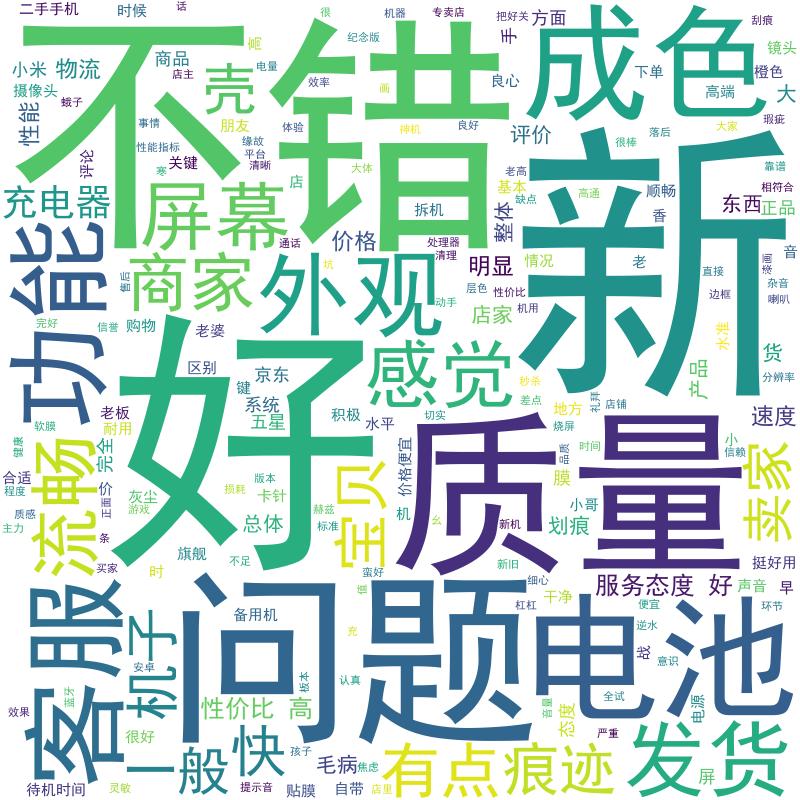 不错
新
好
质量
问题
成色
电池
外观
感觉
屏幕
商家
功能
客服
流畅
宝贝
卖家
发货
有点
痕迹
一般
快
机子
充电器
壳
物流
性价比 高
服务态度 好
毛病
明显
整体
价格
店家
评价
东西
产品
速度
划痕
总体
京东
系统
五星
方面
手
大
性能
小米
摄像头
二手手机
时候
商品
店主
话
很
机器
专卖店
纪念版
把好关
刮痕
镜头
橙色
电量
效率
良心
下单
高端
瑕疵
蛾子
朋友
画
事情
缘故
体验
神机
良好
很棒
落后
大家
评论
性能指标
平台
清晰
关键
寒
大体
店
老高
基本
缺点
高通
顺畅
靠谱
相符合
正品
拆机
香
通话
处理器
清理
情况
老
直接
漫画
音
杂音
售后
坑
层色
性价比
动手
机用
边框
喇叭
完好
信誉
购物
老婆
水淮
货
区别
键
秒杀
差点
分辨率
礼拜
老板
耐用
积极
水平
切实
地方
店铺
烧屏
小
信赖
软膜
健康
完全
价格便宜
品质
时间
膜
合适
程度
正面
价
灰尘
游戏
损耗
版本
卡针
赫兹
标准
机
小哥
质感
主力
条
旗舰
不足
幺
新机
新旧
挺好用
买家
时
蛮好
值
细心
干净
声音
早
备用机
杠杠
便宜
环节
逆水
安卓
充
战
意识
蓝牙
板本
认真
全试
电源
音量
态度
效果
很好
孩子
焦虑
严重
屏
待机时间
灵敏
提示音
贴膜
自带
店里